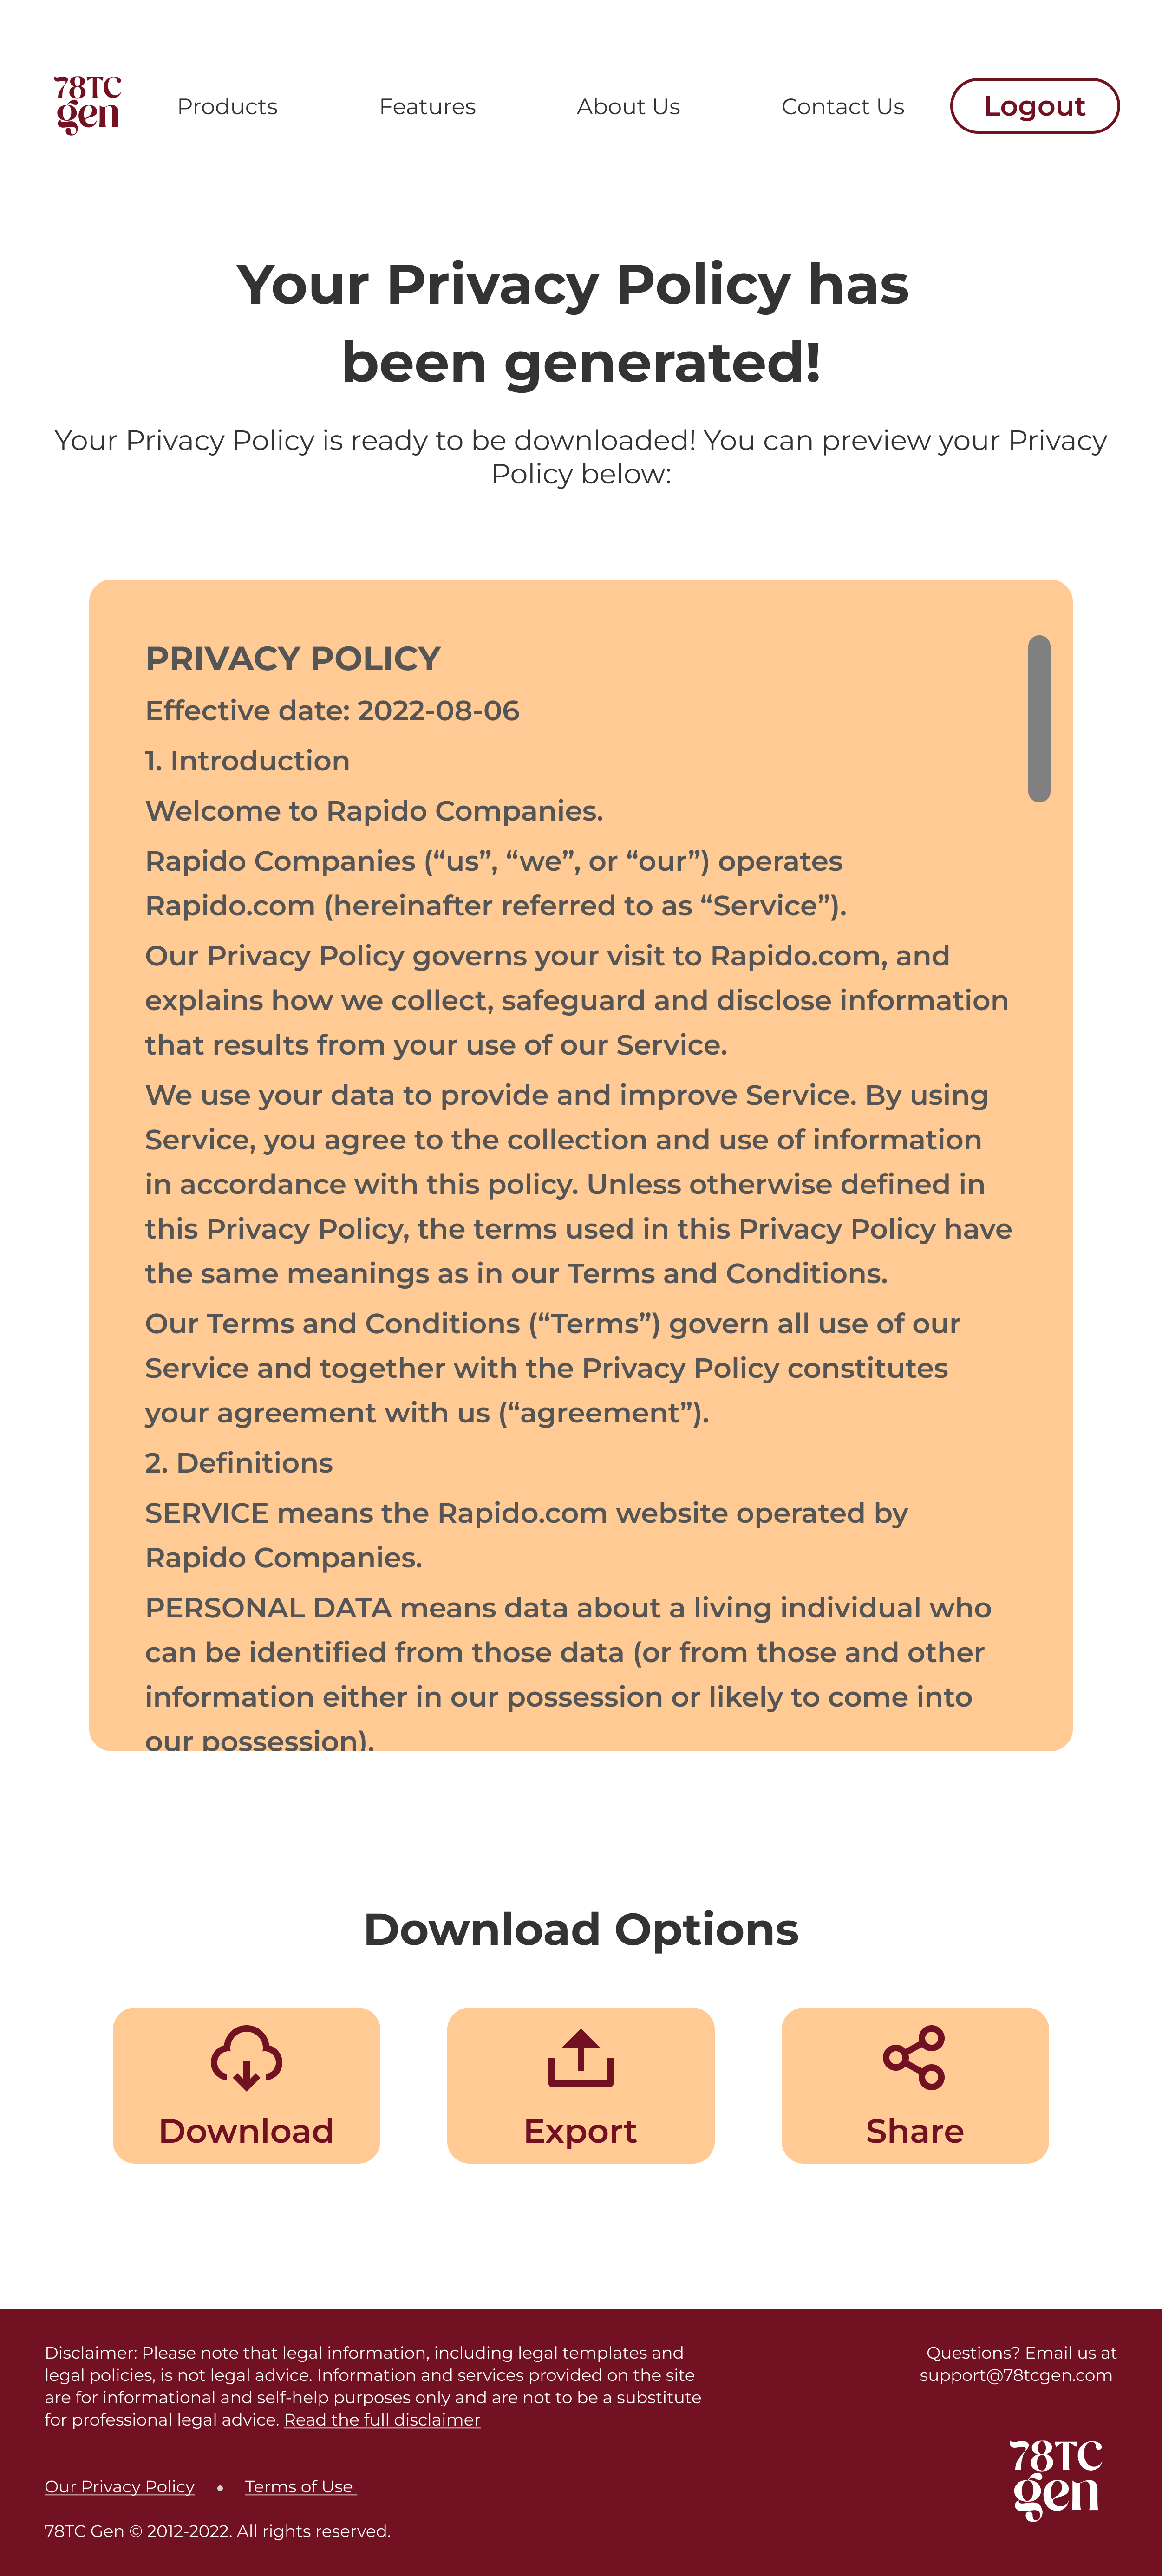 78TC
gen
Products
Features
About Us
Contact Us
Logout
Your Privacy Policy has
been generated!
Your Privacy Policy is ready to be downloaded! You can preview your Privacy
Policy below:
PRIVACY POLICY
Effective date: 2022-08-06
1. Introduction
Welcome to Rapido Companies.
Rapido Companies (“us”, “we”, or “our”) operates
Rapido.com (hereinafter referred to as “Service”).
Our Privacy Policy governs your visit to Rapido.com, and
explains how we collect, safeguard and disclose information
that results from your use of our Service.
We use your data to provide and improve Service. By using
Service, you agree to the collection and use of information
in accordance with this policy. Unless otherwise defined in
this Privacy Policy, the terms used in this Privacy Policy have
the same meanings as in our Terms and Conditions.
Our Terms and Conditions (“Terms”) govern all use of our
Service and together with the Privacy Policy constitutes
your agreement with us (“agreement”).
2. Definitions
SERVICE means the Rapido.com website operated by
Rapido Companies.
PERSONAL DATA means data about a living individual who
can be identified from those data (or from those and other
information either in our possession or likely to come into
our possession).
Download Options
Download
Export
Share
Disclaimer: Please note that legal information, including legal templates and
legal policies, is not legal advice. Information and services provided on the site
are for informational and self-help purposes only and are not to be a substitute
for professional legal advice. Read the full disclaimer
Questions? Email us at
support@78tcgen.com
Our Privacy Policy • Terms of Use
78TC Gen © 2012-2022. All rights reserved.
78TC
gen